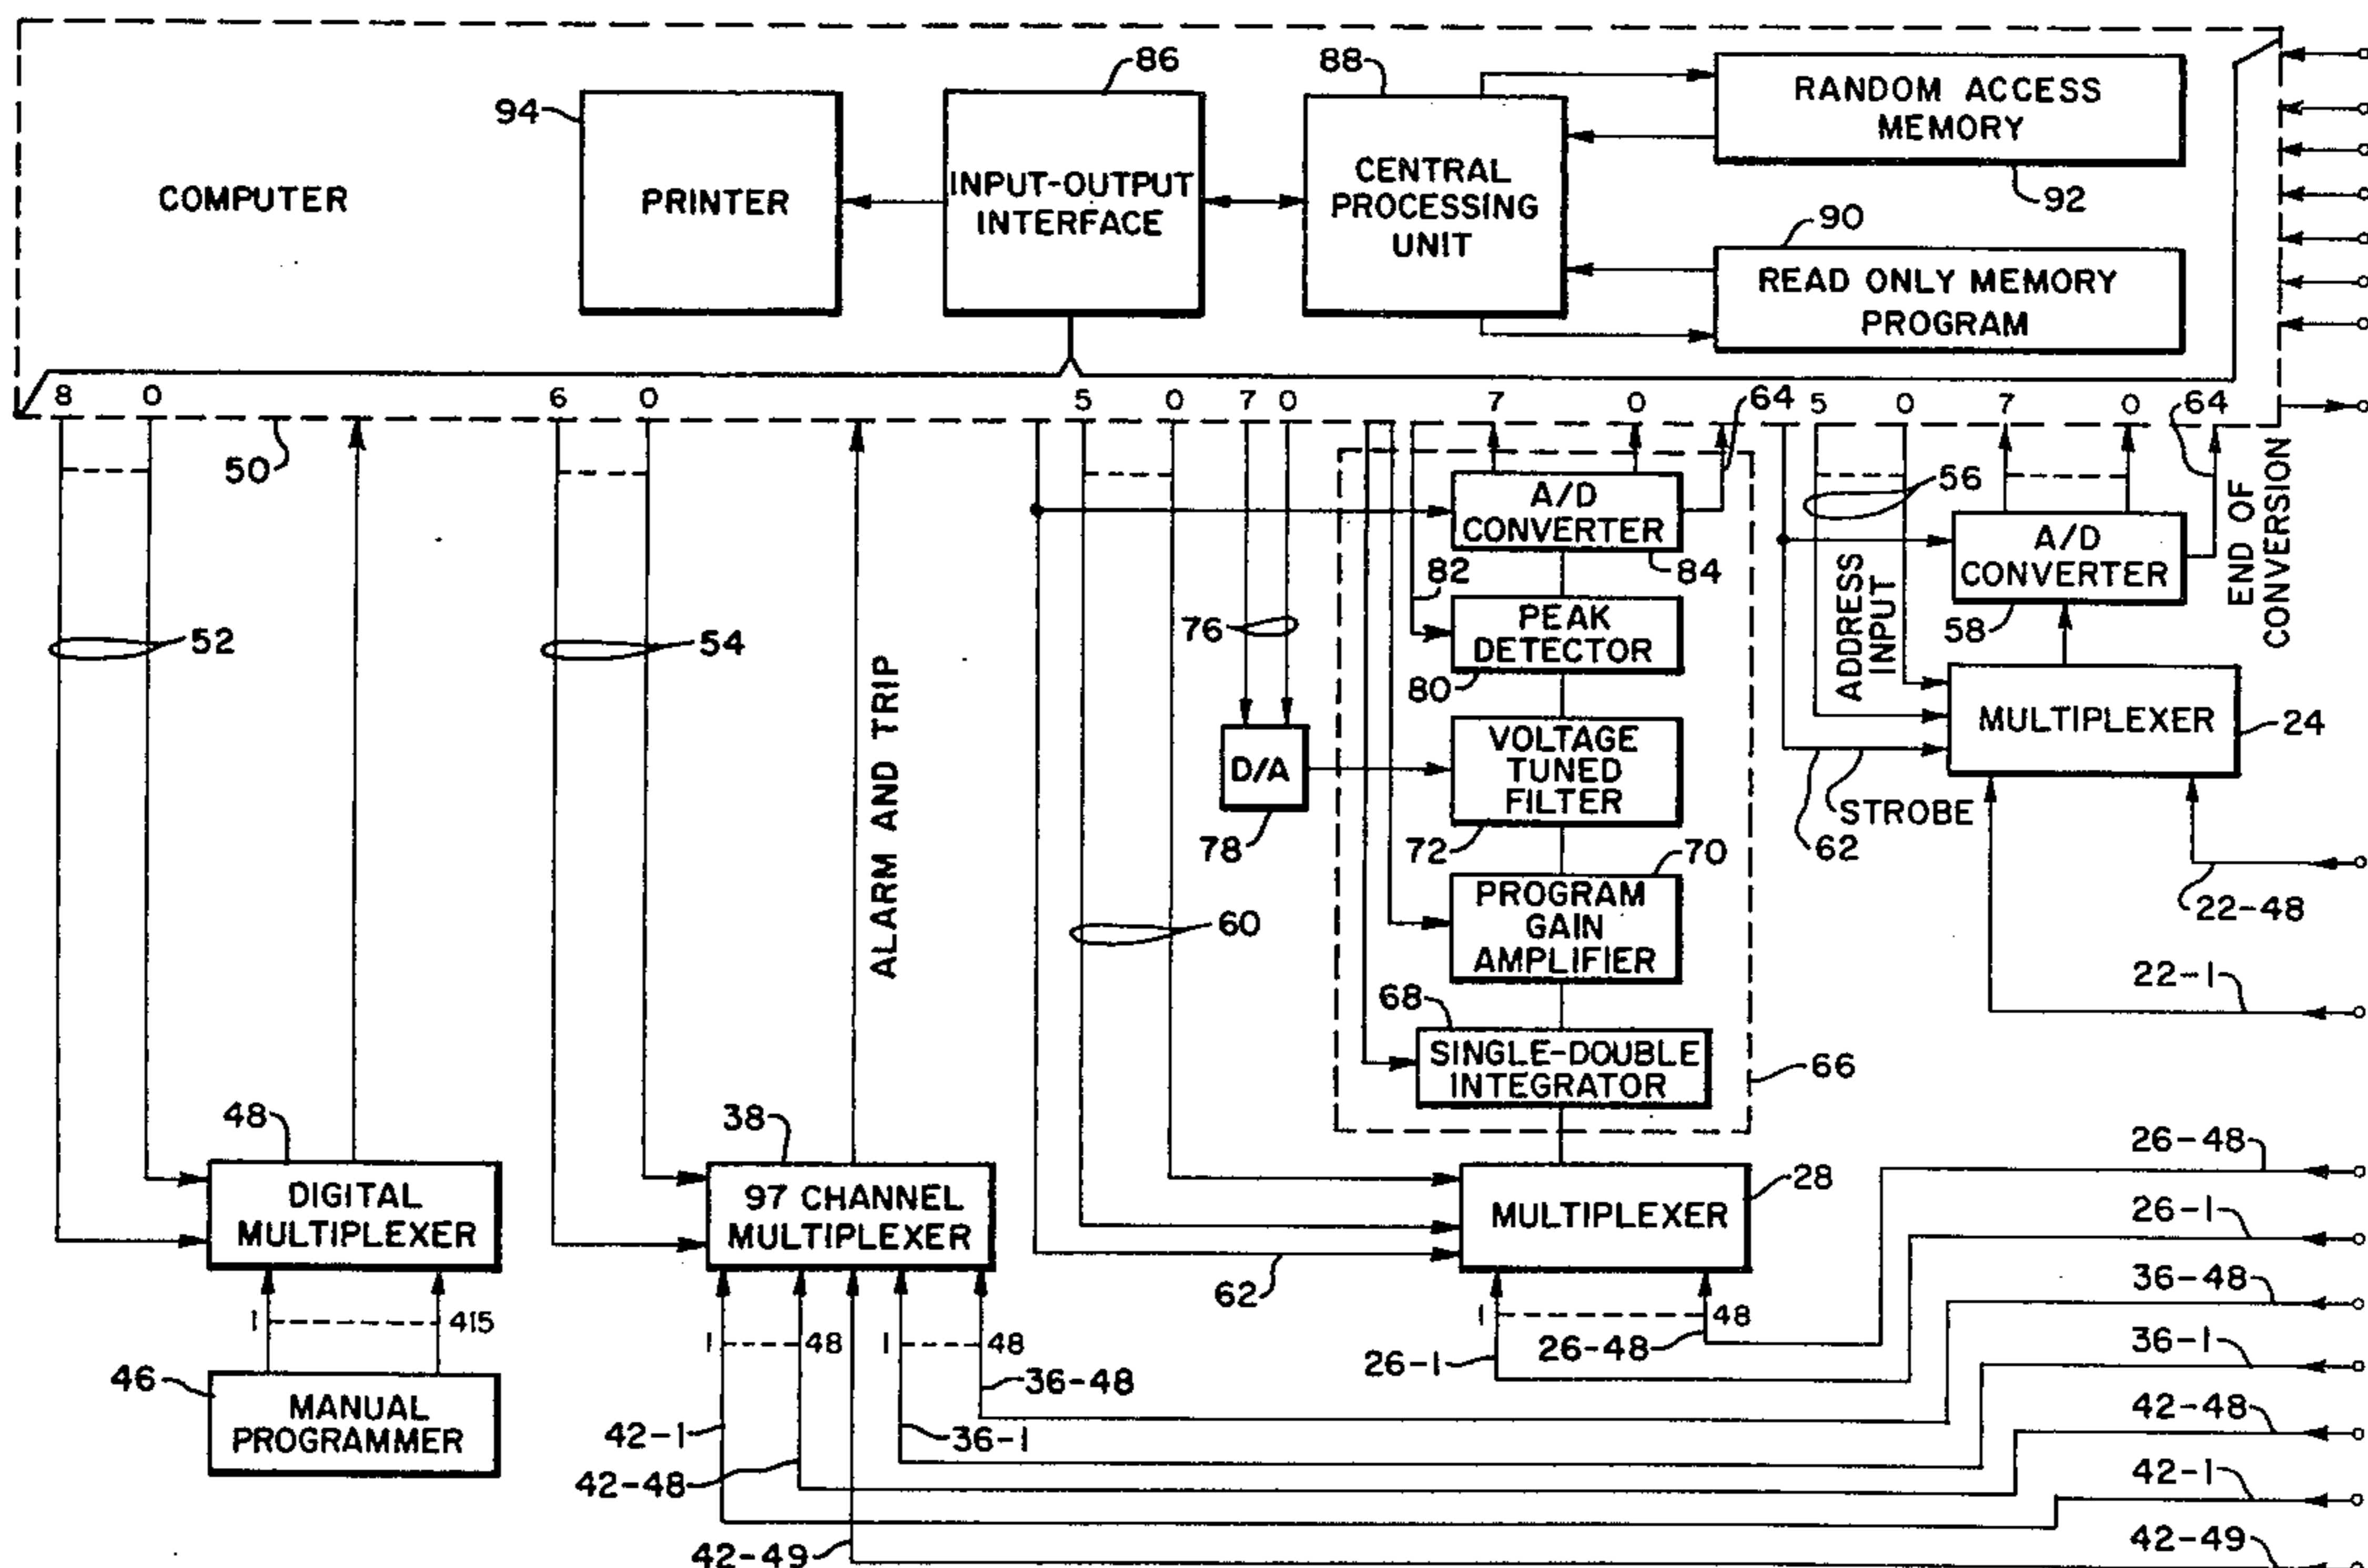 86
88
94
COMPUTER
PRINTER
INPUT-OUTPUT
INTERFACE
CENTRAL
PROCESSING
UNIT
RANDOM ACCESS
MEMORY
92
90
READ ONLY MEMORY
PROGRAM
8 0 6 0 5 0 7 0 7 0 64 5 0 7 0 64
50
52
54
ALARM AND TRIP
76
D/A
78
60
62
A/D
CONVERTER
84
82
PEAK
DETECTOR
80
VOLTAGE
TUNED
FILTER
72
70
PROGRAM
GAIN
AMPLIFIER
68
SINGLE-DOUBLE
INTEGRATOR
66
56
ADDRESS
INPUT
A/D
CONVERTER
58
END OF
CONVERSION
MULTIPLEXER
24
STROBE
62
22-48
22-1
48
DIGITAL
MULTIPLEXER
1 415
46
MANUAL
PROGRAMMER
38
97 CHANNEL
MULTIPLEXER
1 48 1 48
36-48
42-1
36-1
42-48
42-49
MULTIPLEXER
28
1 48
26-1
26-48
26-48
26-1
36-48
36-1
42-48
42-1
42-49